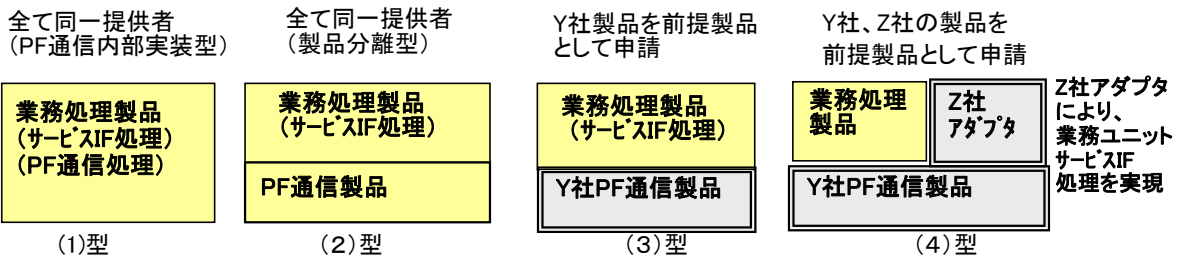 全て同一提供者
（PF通信内部実装型）
業務処理製品
（サービスIF処理）
（PF通信処理）
(1)型
全て同一提供者
（製品分離型）
業務処理製品
（サービスIF処理）
PF通信製品
（２）型
Y社製品を前提製品
として申請
業務処理製品
（サービスIF処理）
Y社PF通信製品
（３）型
Y社、Z社の製品を
前提製品として申請
業務処理
製品
Z社
アダプタ
Y社PF通信製品
Z社アダプタ
により、
業務ユニット
サービスIF
処理を実現
（４）型